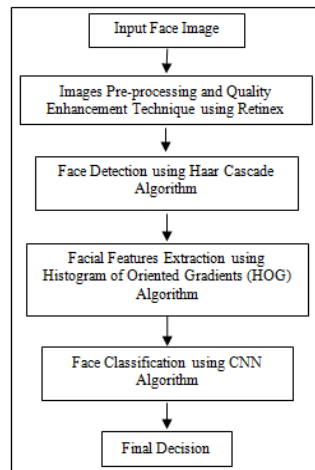 Input Face Image
Images Pre-processing and Quality
Enhancement Technique using Retinex
Face Detection using Haar Cascade
Algorithm
Facial Features Extraction using
Histogram of Oriented Gradients (HOG)
Algorithm
Face Classification using CNN
Algorithm
Final Decision